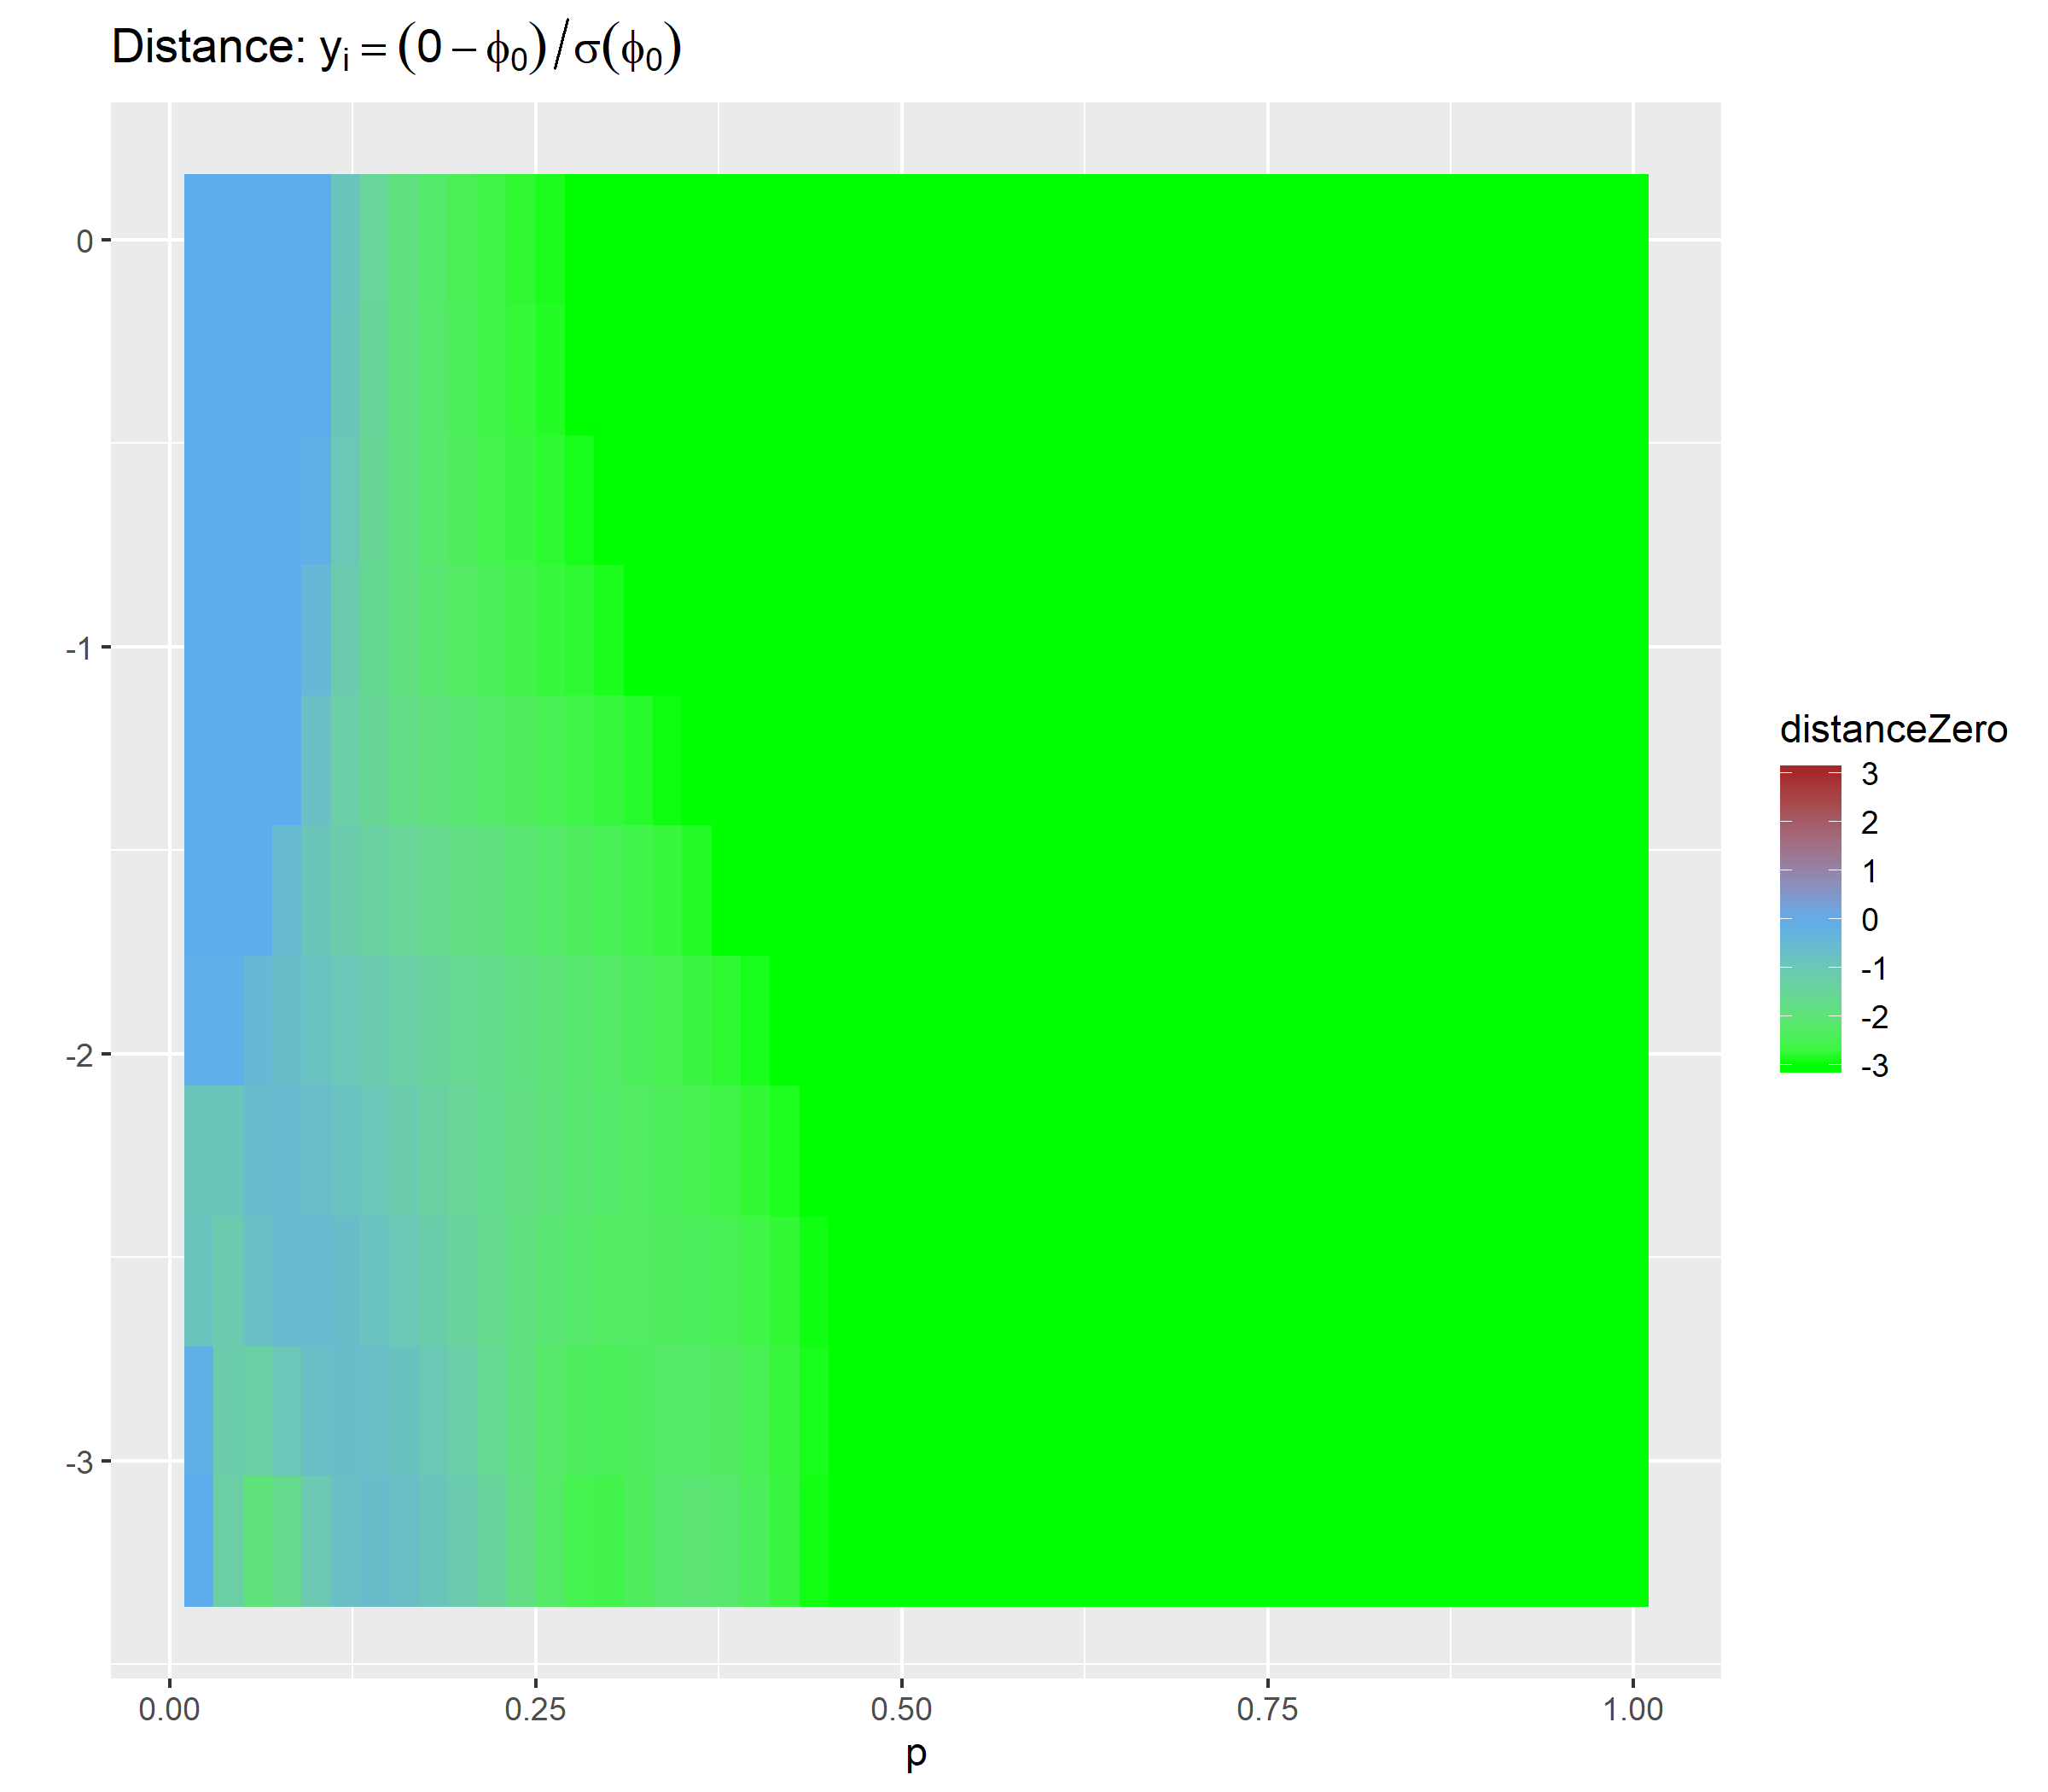 Distance: yᵢ = (0 − ϕ₀)/σ(ϕ₀)
0
-1
-2
-3
0.00 0.25 0.50 0.75 1.00
p
distanceZero
3
2
1
0
-1
-2
-3